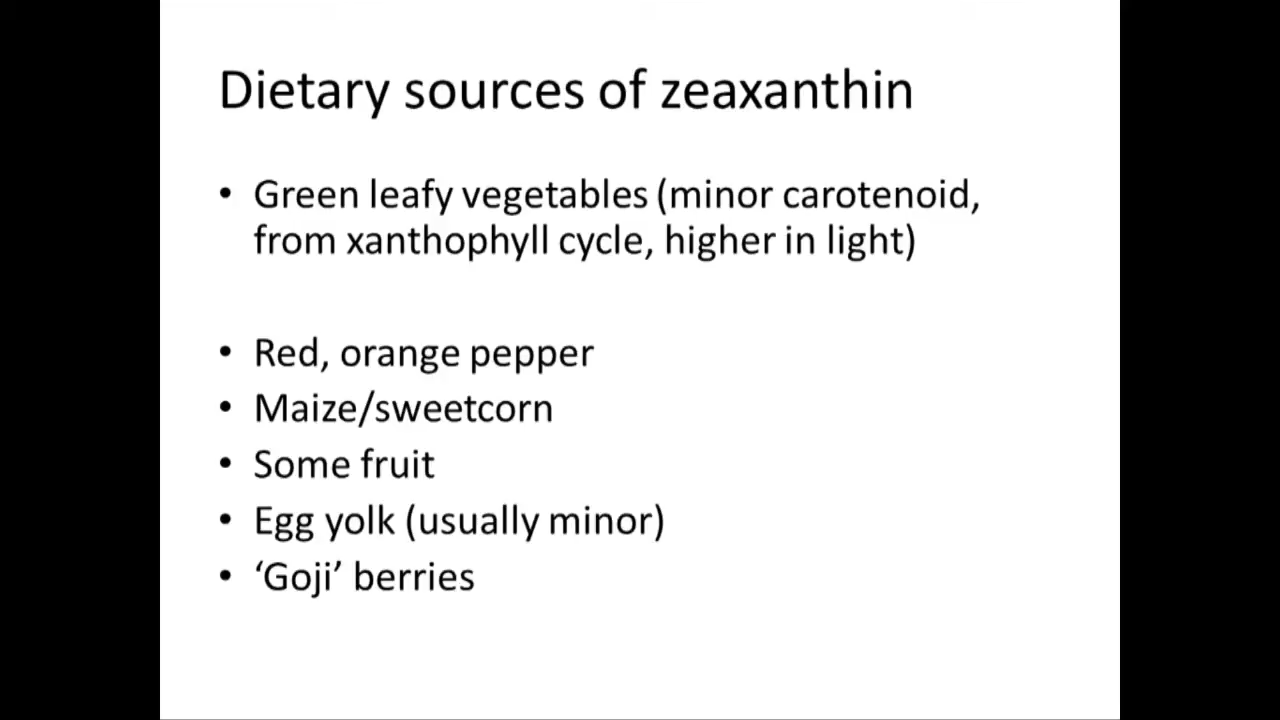 Dietary sources of zeaxanthin
• Green leafy vegetables (minor carotenoid,
from xanthophyll cycle, higher in light)
• Red, orange pepper
• Maize/sweetcorn
• Some fruit
• Egg yolk (usually minor)
• ‘Goji’ berries